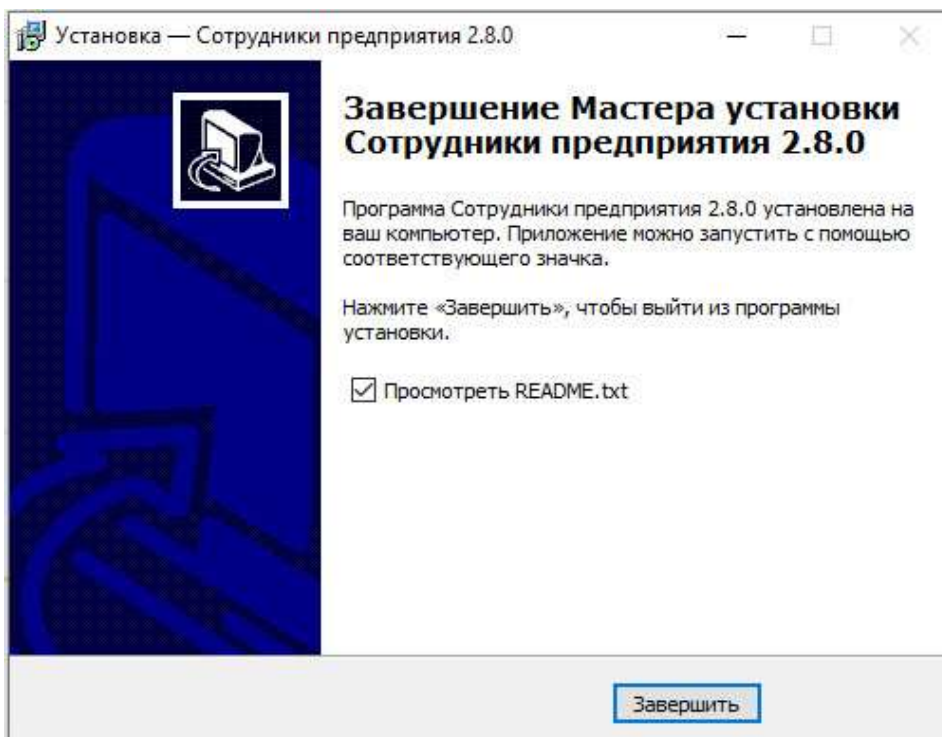 Установка — Сотрудники предприятия 2.8.0
Завершение Мастера установки
Сотрудники предприятия 2.8.0
Программа Сотрудники предприятия 2.8.0 установлена на
ваш компьютер. Приложение можно запустить с помощью
соответствующего значка.
Нажмите «Завершить», чтобы выйти из программы
установки.
Просмотреть README.txt
Завершить